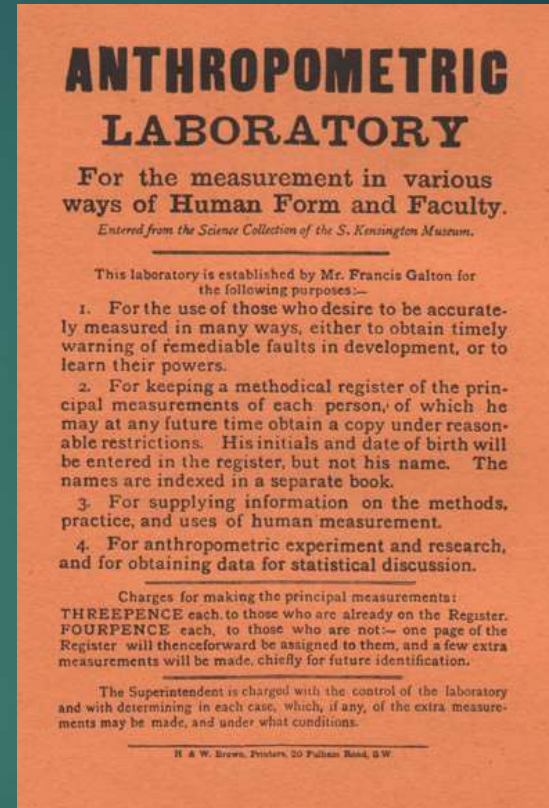 ANTHROPOMETRIC
LABORATORY
For the measurement in various
ways of Human Form and Faculty.
Entered from the Science Collection of the S. Kensington Museum.
This laboratory is established by Mr. Francis Galton for
the following purposes:—
1. For the use of those who desire to be accurate-
ly measured in many ways, either to obtain timely
warning of remediable faults in development, or to
learn their powers.
2. For keeping a methodical register of the prin-
cipal measurements of each person, of which he
may at any future time obtain a copy under reason-
able restrictions. His initials and date of birth will
be entered in the register, but not his name. The
names are indexed in a separate book.
3. For supplying information on the methods,
practice, and uses of human measurement.
4. For anthropometric experiment and research,
and for obtaining data for statistical discussion.
Charges for making the principal measurements:
THREEPENCE each, to those who are already on the Register.
FOURPENCE each, to those who are not:— one page of the
Register will thenceforward be assigned to them, and a few extra
measurements will be made, chiefly for future identification.
The Superintendent is charged with the control of the laboratory
and with determining in each case, which, if any, of the extra measure-
ments may be made, and under what conditions.
H & W. Brown, Printers, 20 Fulham Road, S.W.